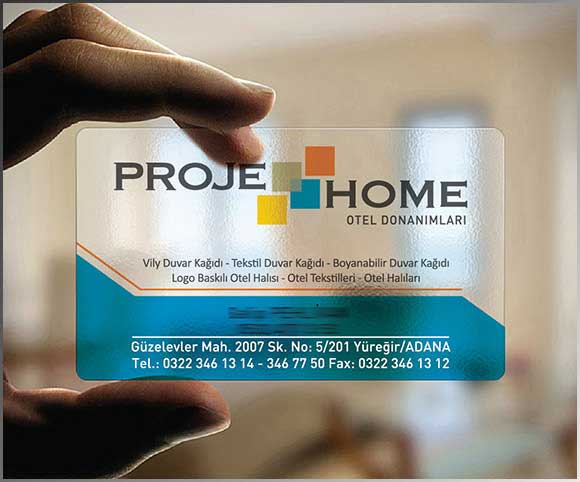 PROJE HOME
OTEL DONANIMLARI
Vily Duvar Kağıdı - Tekstil Duvar Kağıdı - Boyanabilir Duvar Kağıdı
Logo Baskılı Otel Halısı - Otel Tekstilleri - Otel Halıları
Güzelevler Mah. 2007 Sk. No: 5/201 Yüreğir/ADANA
Tel.: 0322 346 13 14 - 346 77 50 Fax: 0322 346 13 12